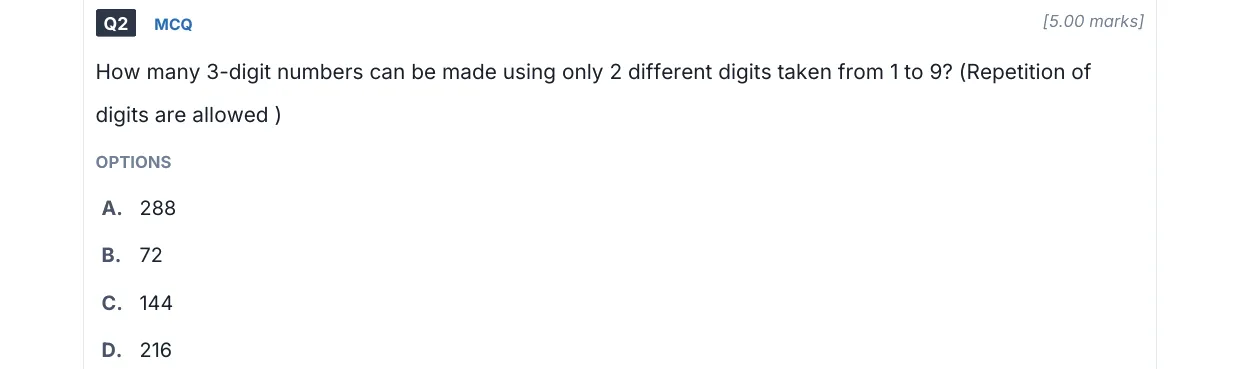 Q2 MCQ [5.00 marks]
How many 3-digit numbers can be made using only 2 different digits taken from 1 to 9? (Repetition of
digits are allowed )
OPTIONS
A. 288
B. 72
C. 144
D. 216